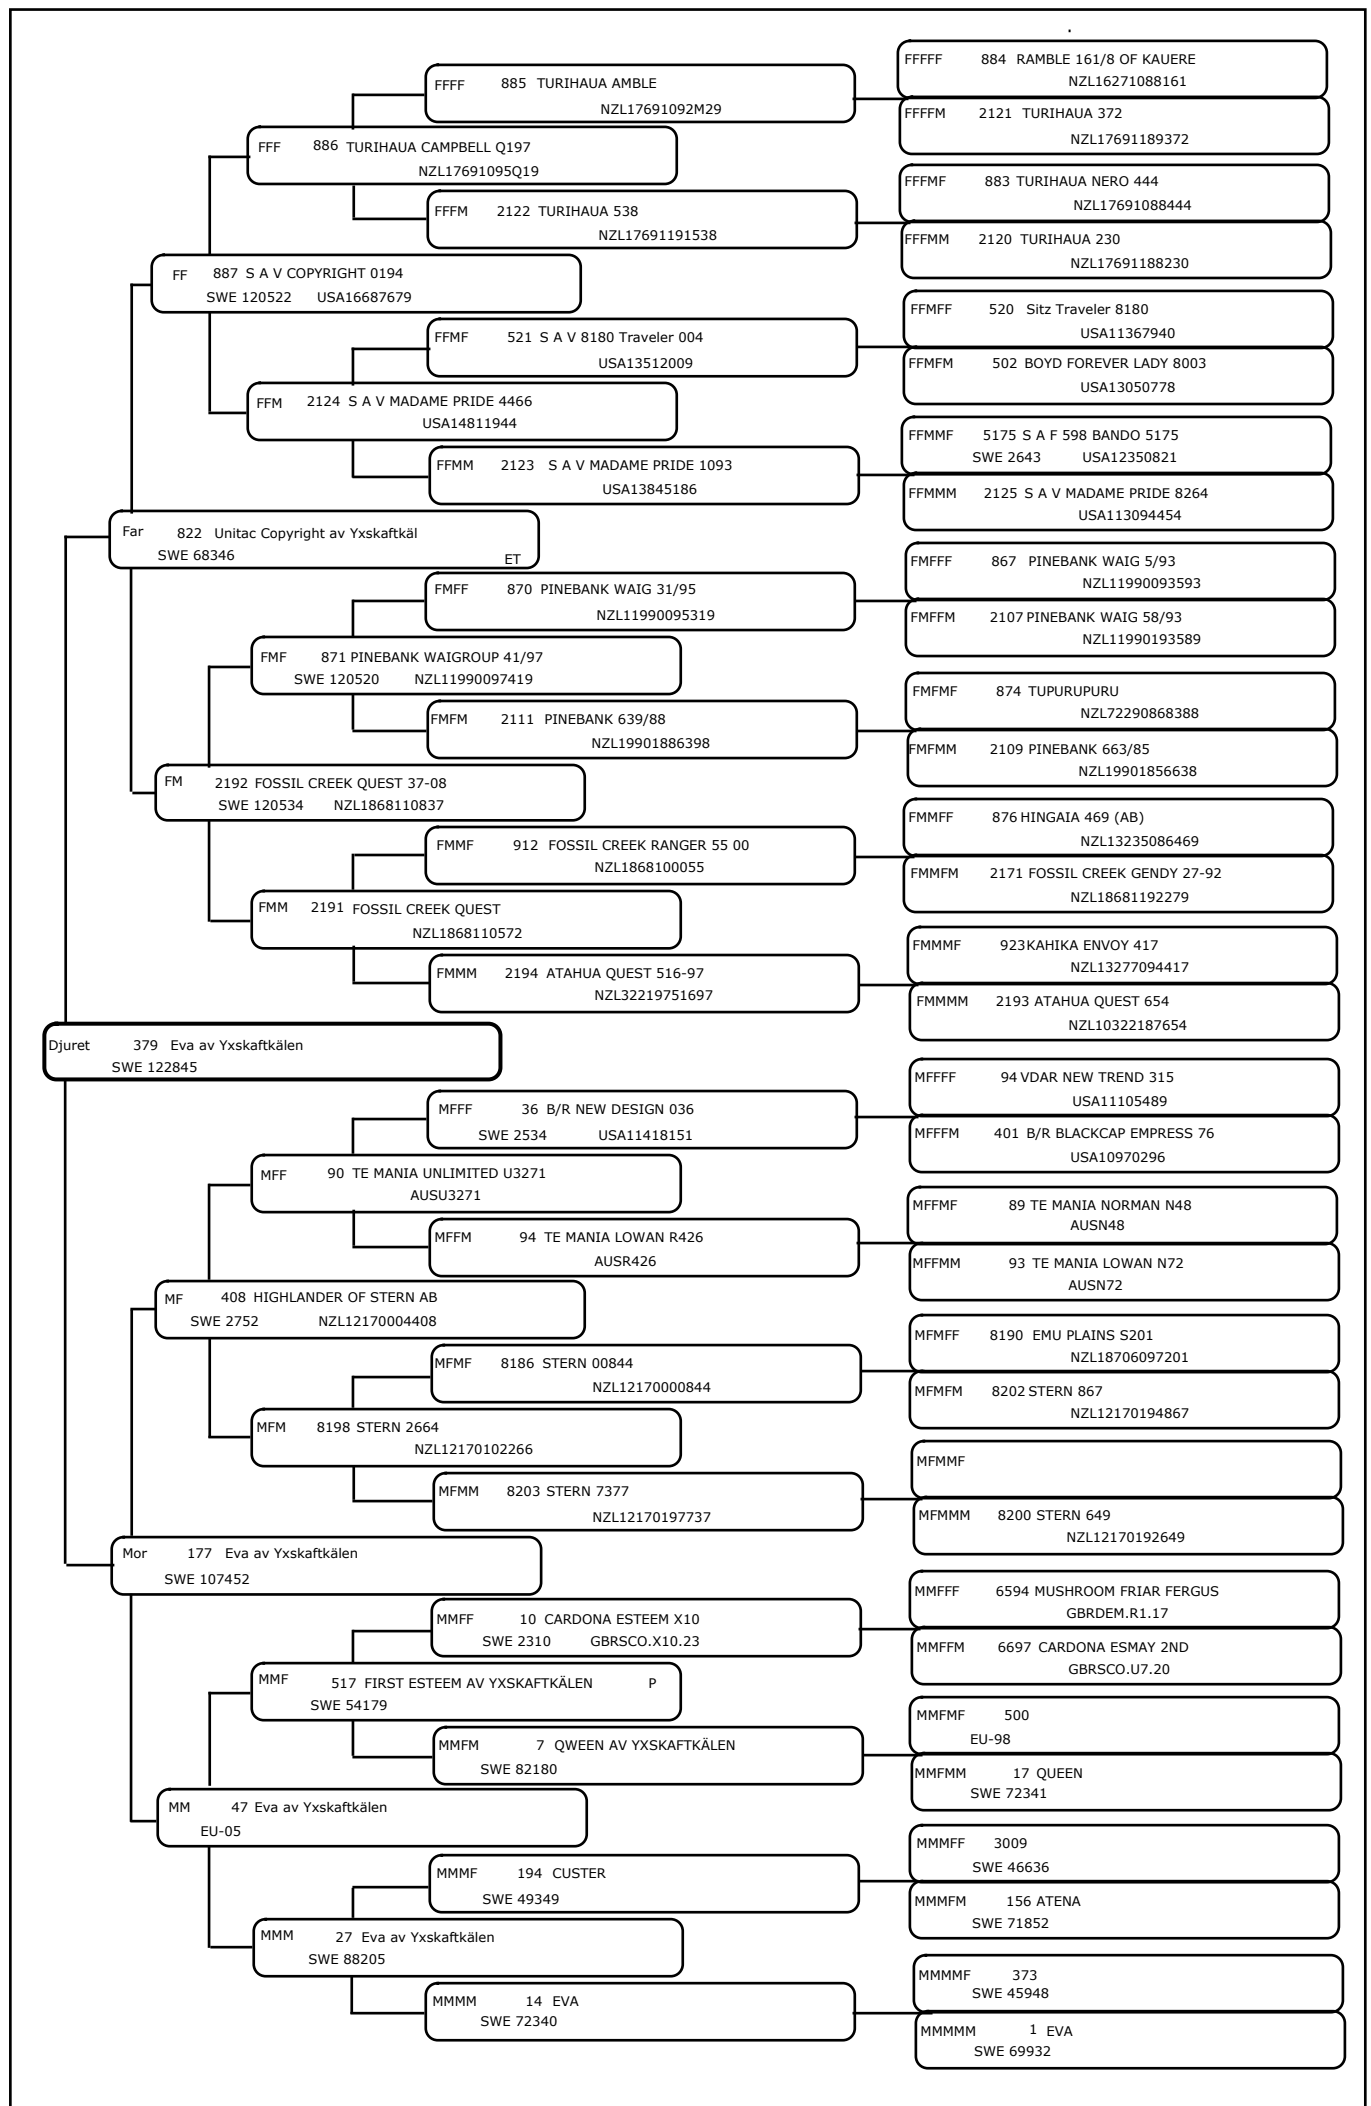 FFFFF 884 RAMBLE 161/8 OF KAUERE
NZL16271088161
FFFF 885 TURIHAUA AMBLE
NZL17691092M29
FFFFM 2121 TURIHAUA 372
NZL17691189372
FFF 886 TURIHAUA CAMPBELL Q197
NZL17691095Q19
FFFMF 883 TURIHAUA NERO 444
NZL17691088444
FFFM 2122 TURIHAUA 538
NZL17691191538
FFFMM 2120 TURIHAUA 230
NZL17691188230
FF 887 S A V COPYRIGHT 0194
SWE 120522 USA16687679
FFMFF 520 Sitz Traveler 8180
USA11367940
FFMF 521 S A V 8180 Traveler 004
USA13512009
FFMFM 502 BOYD FOREVER LADY 8003
USA13050778
FFM 2124 S A V MADAME PRIDE 4466
USA14811944
FFMMF 5175 S A F 598 BANDO 5175
SWE 2643 USA12350821
FFMM 2123 S A V MADAME PRIDE 1093
USA13845186
FFMMM 2125 S A V MADAME PRIDE 8264
USA113094454
Far 822 Unitac Copyright av Yxskaftkäl
SWE 68346 ET
FMFFF 867 PINEBANK WAIG 5/93
NZL11990093593
FMFF 870 PINEBANK WAIG 31/95
NZL11990095319
FMFFM 2107 PINEBANK WAIG 58/93
NZL11990193589
FMF 871 PINEBANK WAIGROUP 41/97
SWE 120520 NZL11990097419
FMFMF 874 TUPURUPURU
NZL72290868388
FMFM 2111 PINEBANK 639/88
NZL19901886398
FMFMM 2109 PINEBANK 663/85
NZL19901856638
FM 2192 FOSSIL CREEK QUEST 37-08
SWE 120534 NZL1868110837
FMMFF 876 HINGAIA 469 (AB)
NZL13235086469
FMMF 912 FOSSIL CREEK RANGER 55 00
NZL1868100055
FMMFM 2171 FOSSIL CREEK GENDY 27-92
NZL18681192279
FMM 2191 FOSSIL CREEK QUEST
NZL1868110572
FMMMF 923 KAHIKA ENVOY 417
NZL13277094417
FMMM 2194 ATAHUA QUEST 516-97
NZL32219751697
FMMMM 2193 ATAHUA QUEST 654
NZL10322187654
Djuret 379 Eva av Yxskaftkälen
SWE 122845
MFFFF 94 VDAR NEW TREND 315
USA11105489
MFFF 36 B/R NEW DESIGN 036
SWE 2534 USA11418151
MFFFM 401 B/R BLACKCAP EMPRESS 76
USA10970296
MFF 90 TE MANIA UNLIMITED U3271
AUSU3271
MFFMF 89 TE MANIA NORMAN N48
AUSN48
MFFM 94 TE MANIA LOWAN R426
AUSR426
MFFMM 93 TE MANIA LOWAN N72
AUSN72
MF 408 HIGHLANDER OF STERN AB
SWE 2752 NZL12170004408
MFMFF 8190 EMU PLAINS S201
NZL18706097201
MFMF 8186 STERN 00844
NZL12170000844
MFMFM 8202 STERN 867
NZL12170194867
MFM 8198 STERN 2664
NZL12170102266
MFMMF
MFMM 8203 STERN 7377
NZL12170197737
MFMMM 8200 STERN 649
NZL12170192649
Mor 177 Eva av Yxskaftkälen
SWE 107452
MMFFF 6594 MUSHROOM FRIAR FERGUS
GBRDEM.R1.17
MMFF 10 CARDONA ESTEEM X10
SWE 2310 GBRSCO.X10.23
MMFFM 6697 CARDONA ESMAY 2ND
GBRSCO.U7.20
MMF 517 FIRST ESTEEM AV YXSKAFTKÄLEN P
SWE 54179
MMFMF 500
EU-98
MMFM 7 QWEEN AV YXSKAFTKÄLEN
SWE 82180
MMFMM 17 QUEEN
SWE 72341
MM 47 Eva av Yxskaftkälen
EU-05
MMMFF 3009
SWE 46636
MMMF 194 CUSTER
SWE 49349
MMMFM 156 ATENA
SWE 71852
MMM 27 Eva av Yxskaftkälen
SWE 88205
MMMMF 373
SWE 45948
MMMM 14 EVA
SWE 72340
MMMMM 1 EVA
SWE 69932